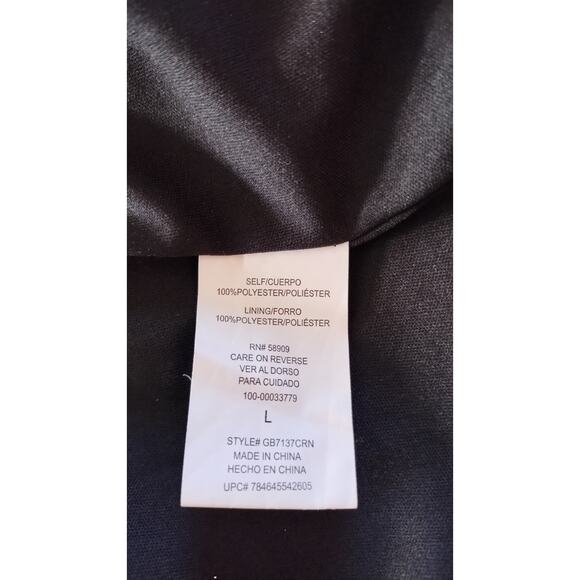 SELF/CUERPO
100%POLYESTER/POLIÉSTER
LINING/FORRO
100%POLYESTER/POLIÉSTER
RN# 58909
CARE ON REVERSE
VER AL DORSO
PARA CUIDADO
100-00033779
L
STYLE# GB7137CRN
MADE IN CHINA
HECHO EN CHINA
UPC# 784645542605